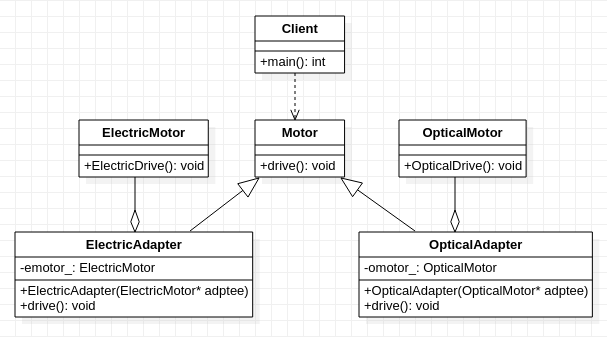 Client
+main(): int
ElectricMotor
+ElectricDrive(): void
Motor
+drive(): void
OpticalMotor
+OpticalDrive(): void
ElectricAdapter
-emotor_: ElectricMotor
+ElectricAdapter(ElectricMotor* adptee)
+drive(): void
OpticalAdapter
-omotor_: OpticalMotor
+OpticalAdapter(OpticalMotor* adptee)
+drive(): void